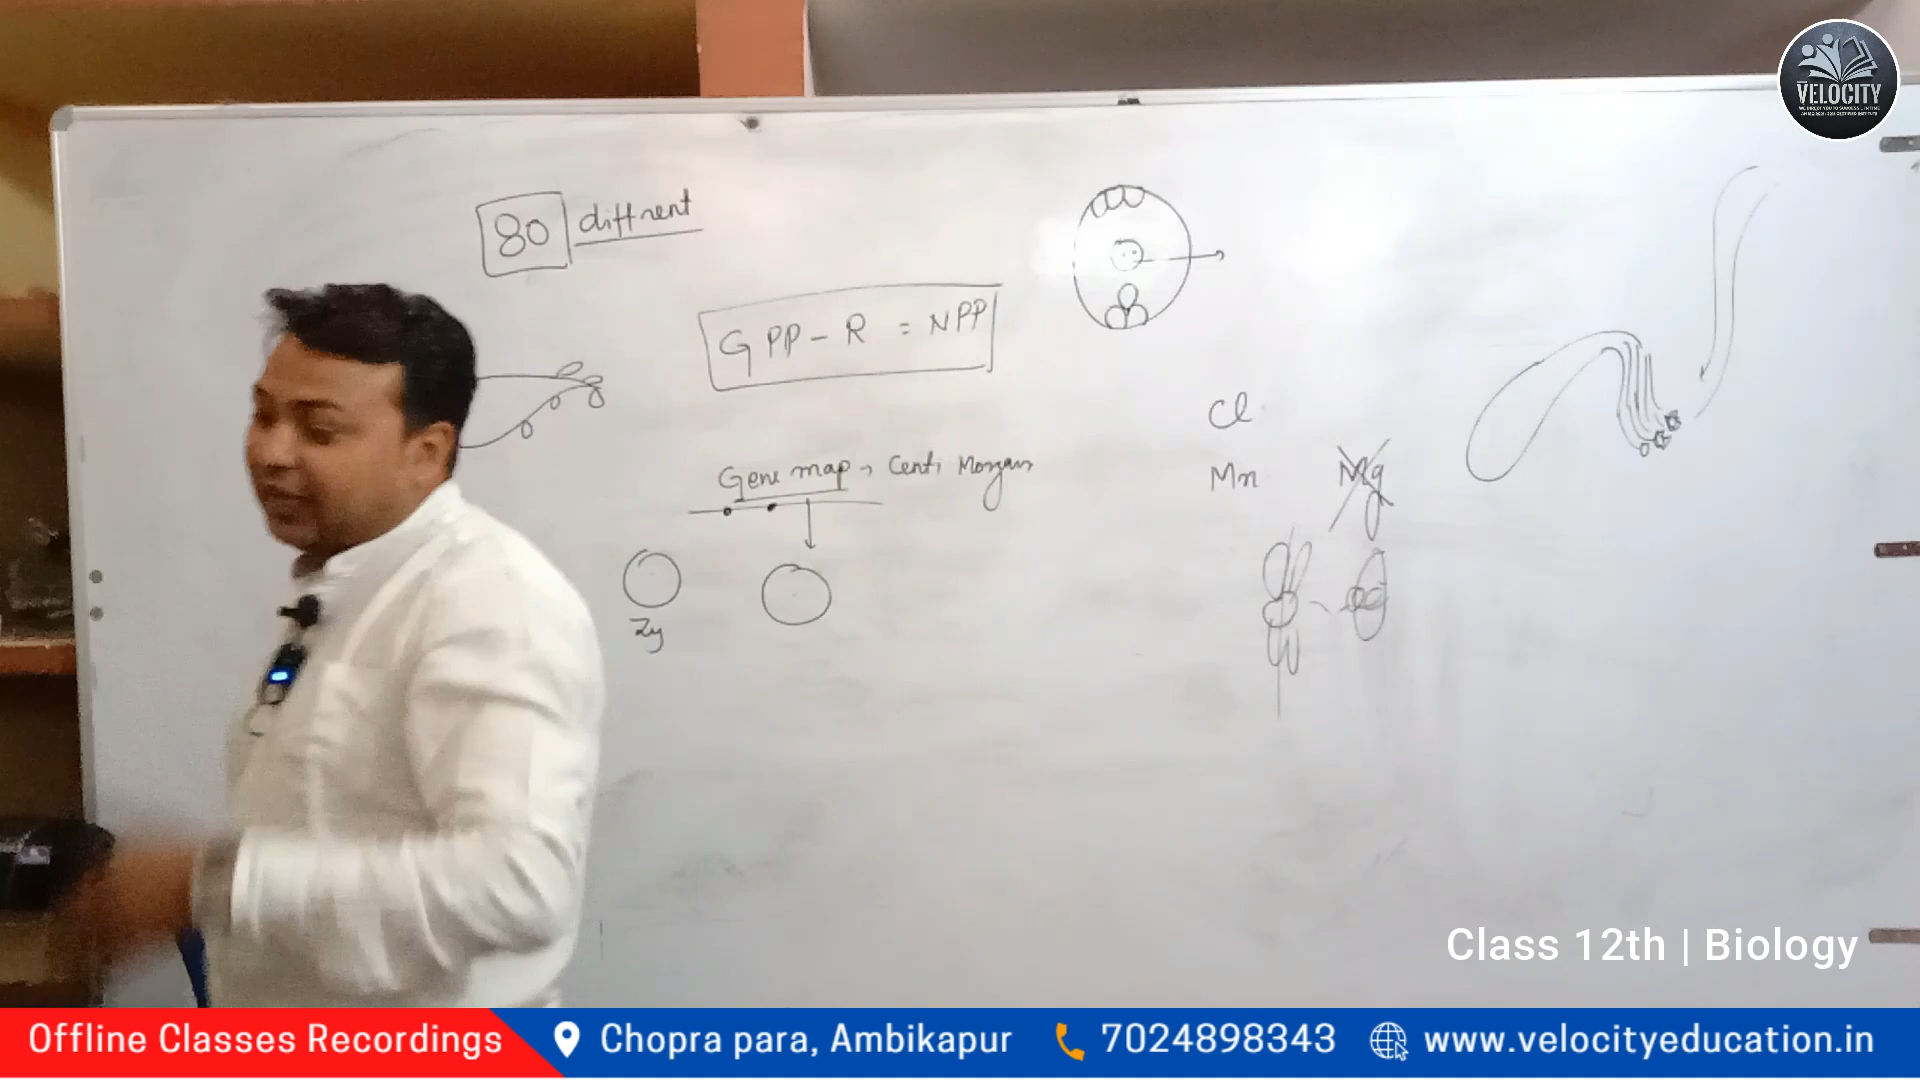 VELOCITY
80 diffrent
GPP - R = NPP
Cl
Gene map → Centi Morgan
Mn Mg
Zy
Class 12th | Biology
Offline Classes Recordings
Chopra para, Ambikapur
7024898343
www.velocityeducation.in